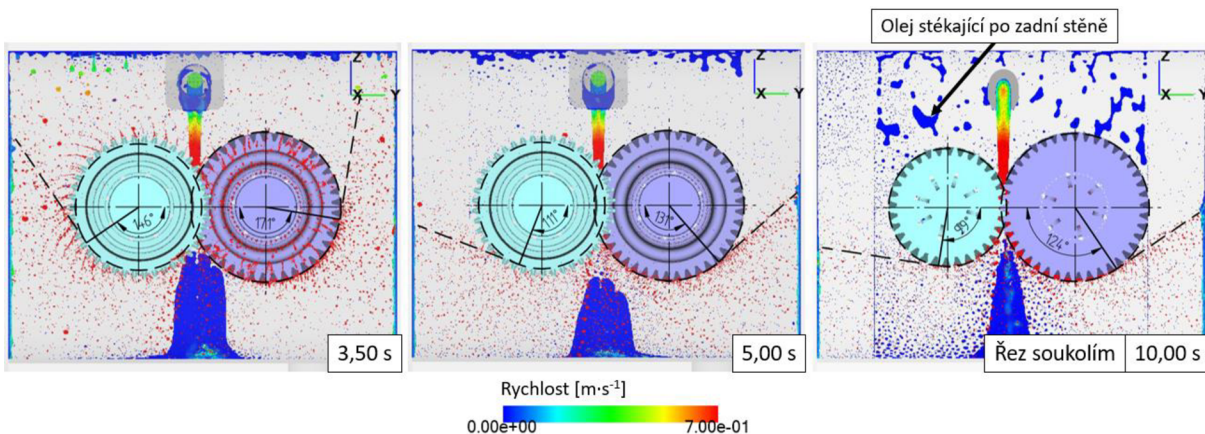 Olej stékající po zadní stěně
Z
X
Y
146°
171°
3,50 s
Z
X
Y
111°
131°
5,00 s
Z
X
Y
99°
124°
Řez soukolím
10,00 s
Rychlost [m·s⁻¹]
0.00e+00
7.00e-01